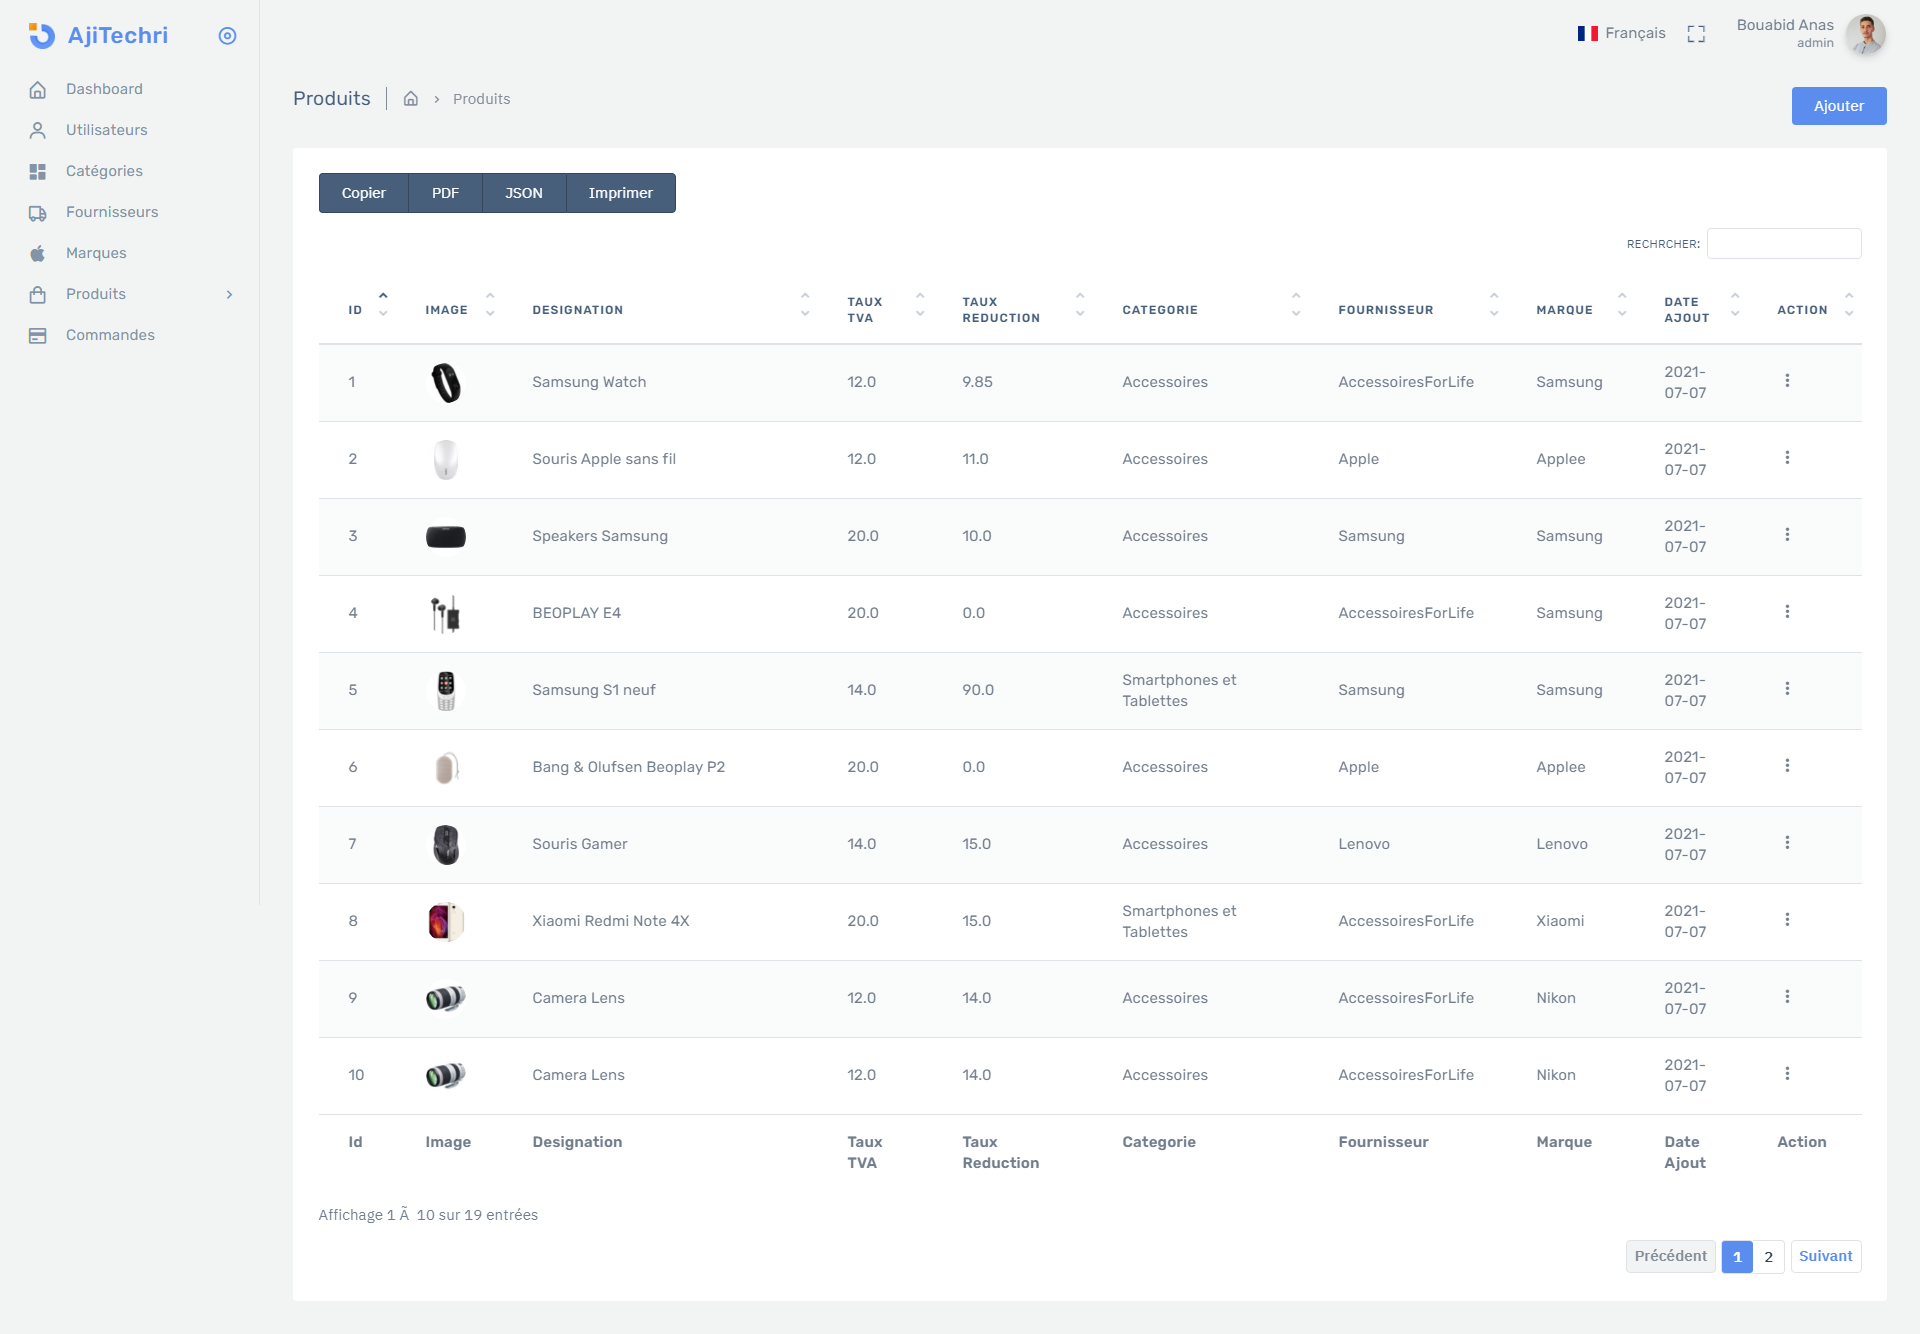 AjiTechri
Français
Bouabid Anas
admin
Dashboard
Utilisateurs
Catégories
Fournisseurs
Marques
Produits
Commandes
Produits
Produits
Ajouter
Copier PDF JSON Imprimer
RECHRCHER:
ID IMAGE DESIGNATION TAUX TVA TAUX REDUCTION CATEGORIE FOURNISSEUR MARQUE DATE AJOUT ACTION
1 Samsung Watch 12.0 9.85 Accessoires AccessoiresForLife Samsung 2021-07-07
2 Souris Apple sans fil 12.0 11.0 Accessoires Apple Applee 2021-07-07
3 Speakers Samsung 20.0 10.0 Accessoires Samsung Samsung 2021-07-07
4 BEOPLAY E4 20.0 0.0 Accessoires AccessoiresForLife Samsung 2021-07-07
5 Samsung S1 neuf 14.0 90.0 Smartphones et Tablettes Samsung Samsung 2021-07-07
6 Bang & Olufsen Beoplay P2 20.0 0.0 Accessoires Apple Applee 2021-07-07
7 Souris Gamer 14.0 15.0 Accessoires Lenovo Lenovo 2021-07-07
8 Xiaomi Redmi Note 4X 20.0 15.0 Smartphones et Tablettes AccessoiresForLife Xiaomi 2021-07-07
9 Camera Lens 12.0 14.0 Accessoires AccessoiresForLife Nikon 2021-07-07
10 Camera Lens 12.0 14.0 Accessoires AccessoiresForLife Nikon 2021-07-07
Id Image Designation Taux TVA Taux Reduction Categorie Fournisseur Marque Date Ajout Action
Affichage 1 Ã  10 sur 19 entrées
Précédent 1 2 Suivant